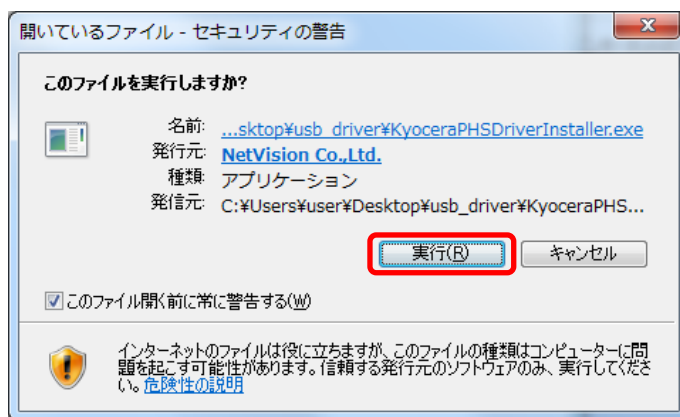 開いているファイル - セキュリティの警告
このファイルを実行しますか?
名前: ...sktop¥usb_driver¥KyoceraPHSDriverInstaller.exe
発行元: NetVision Co.,Ltd.
種類: アプリケーション
発信元: C:¥Users¥user¥Desktop¥usb_driver¥KyoceraPHS...
実行(R) キャンセル
このファイル開く前に常に警告する(W)
インターネットのファイルは役に立ちますが、このファイルの種類はコンピューターに問
題を起こす可能性があります。信頼する発行元のソフトウェアのみ、実行してくださ
い。危険性の説明